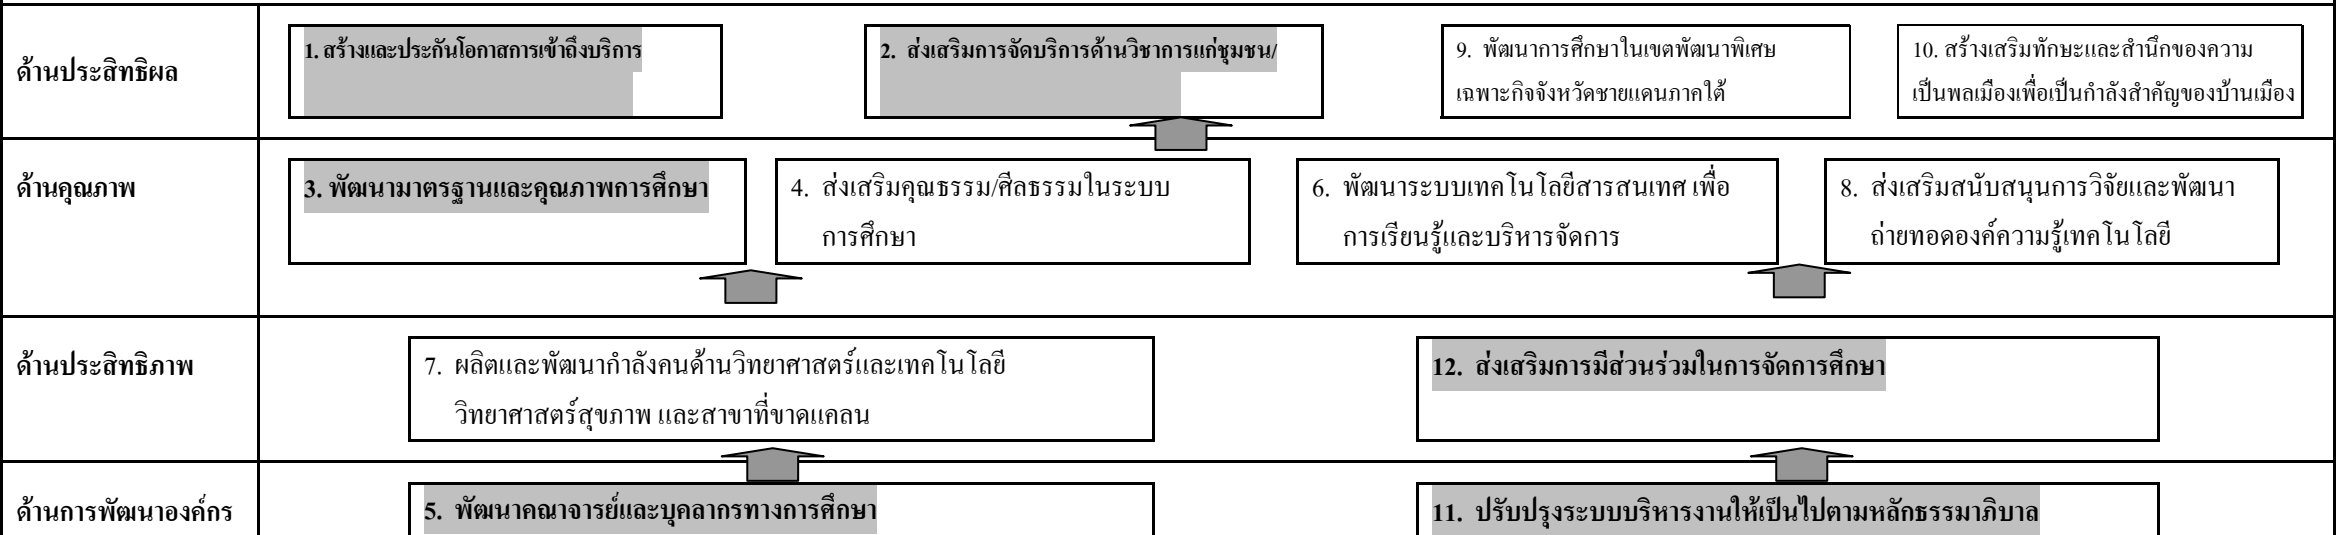 ด้านประสิทธิผล
1. สร้างและประกันโอกาสการเข้าถึงบริการ
2. ส่งเสริมการจัดบริการด้านวิชาการแก่ชุมชน/
9. พัฒนาการศึกษาในเขตพัฒนาพิเศษ
เฉพาะกิจจังหวัดชายแดนภาคใต้
10. สร้างเสริมทักษะและสำนึกของความ
เป็นพลเมืองเพื่อเป็นกำลังสำคัญของบ้านเมือง
ด้านคุณภาพ
3. พัฒนามาตรฐานและคุณภาพการศึกษา
4. ส่งเสริมคุณธรรม/ศีลธรรมในระบบ
การศึกษา
6. พัฒนาระบบเทคโนโลยีสารสนเทศ เพื่อ
การเรียนรู้และบริหารจัดการ
8. ส่งเสริมสนับสนุนการวิจัยและพัฒนา
ถ่ายทอดองค์ความรู้เทคโนโลยี
ด้านประสิทธิภาพ
7. ผลิตและพัฒนากำลังคนด้านวิทยาศาสตร์และเทคโนโลยี
วิทยาศาสตร์สุขภาพ และสาขาที่ขาดแคลน
12. ส่งเสริมการมีส่วนร่วมในการจัดการศึกษา
ด้านการพัฒนาองค์กร
5. พัฒนาคณาจารย์และบุคลากรทางการศึกษา
11. ปรับปรุงระบบบริหารงานให้เป็นไปตามหลักธรรมาภิบาล